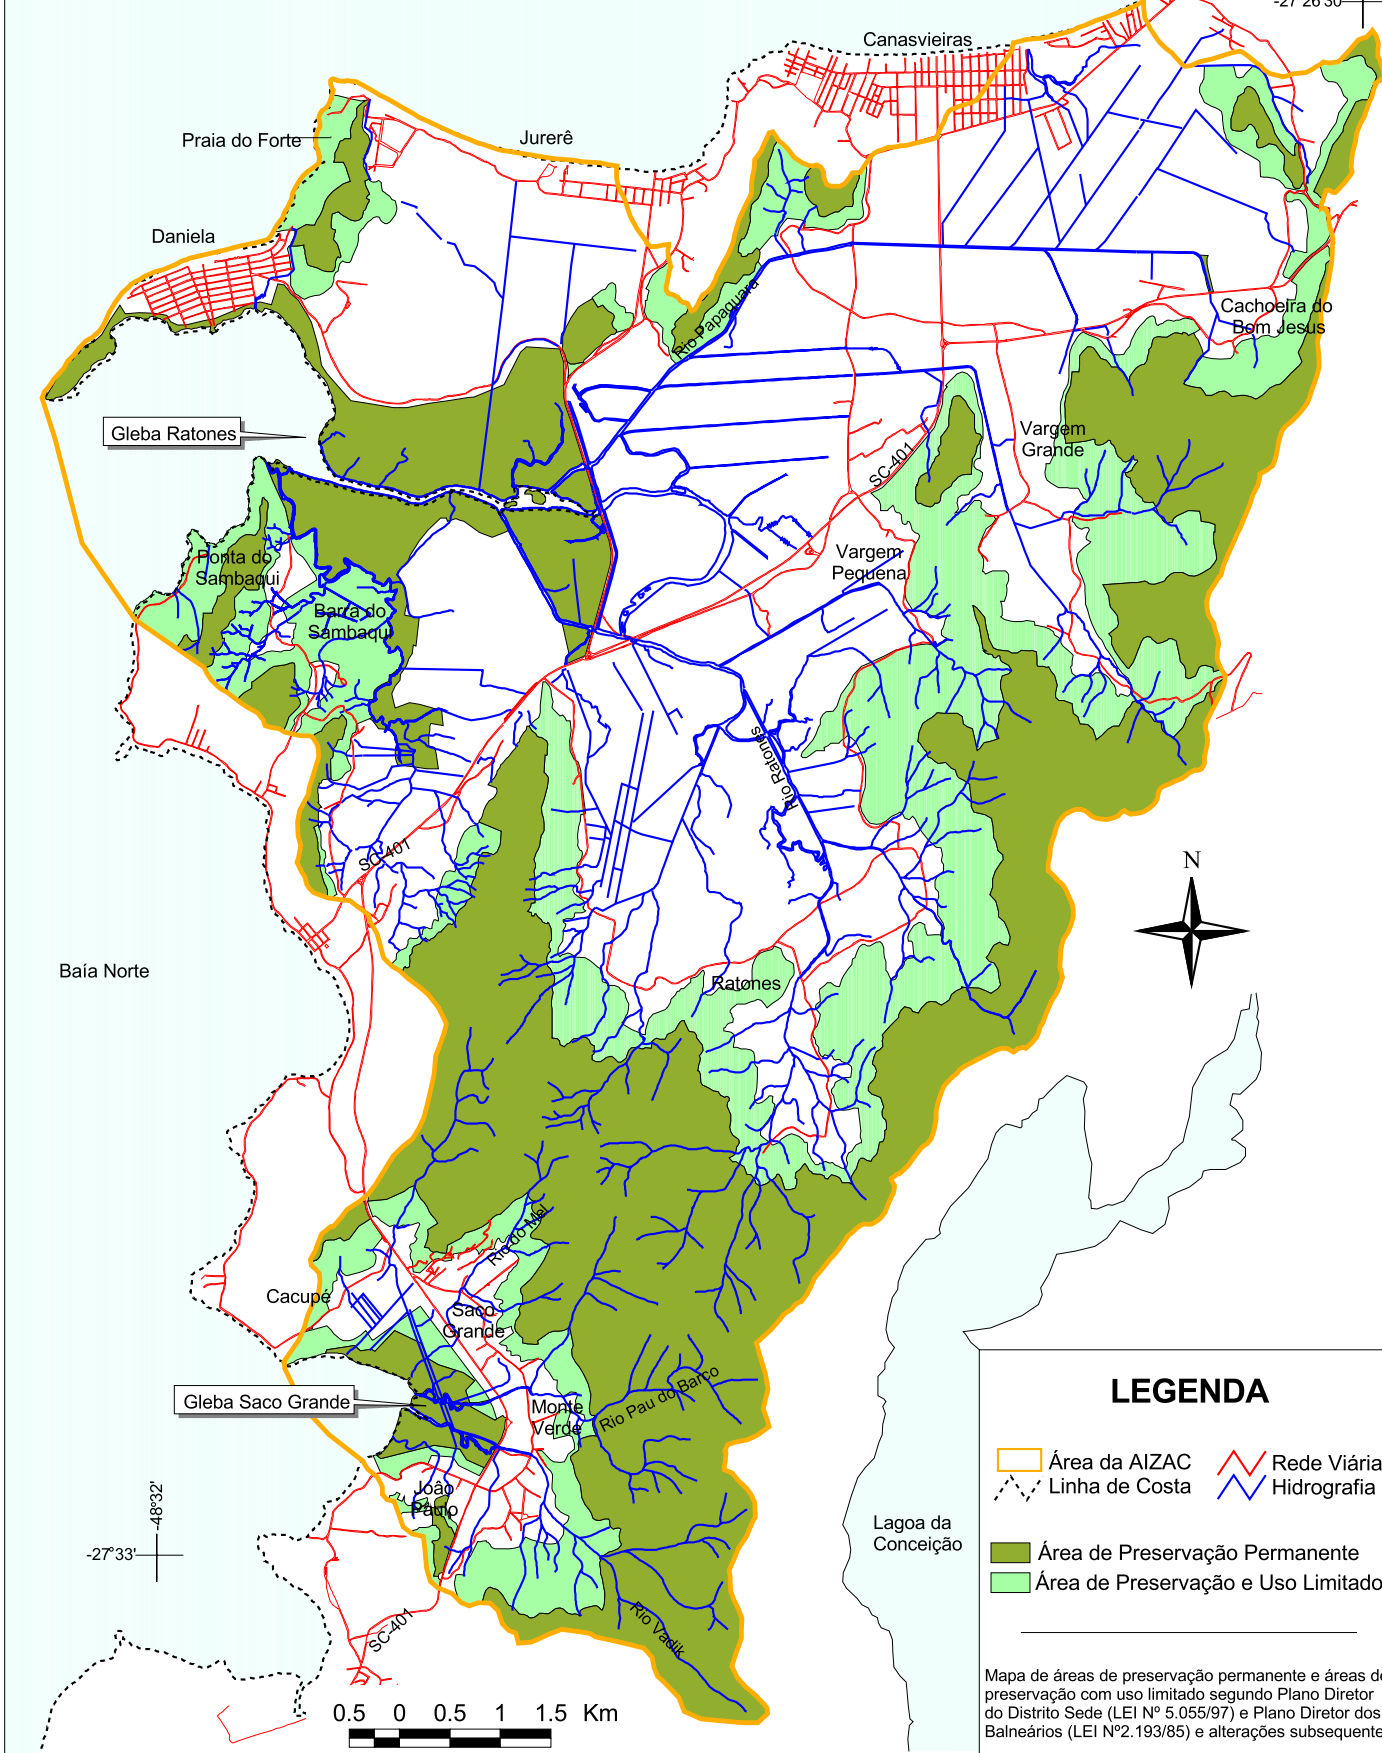 -27°26'30
Canasvieiras
Praia do Forte
Jurerê
Daniela
Rio Papaquara
Cachoeira do
Bom Jesus
Gleba Ratones
Vargem
Grande
SC-401
Ponta do
Sambaqui
Vargem
Pequena
Barra do
Sambaqui
Rio Ratones
SC-401
Baía Norte
N
Ratones
Rio do Mel
Cacupé
Saco
Grande
Gleba Saco Grande
Monte
Verde
Rio Pau do Barco
João
Paulo
-48°32'
-27°33'
Lagoa da
Conceição
SC-401
Rio Vadik
0.5 0 0.5 1 1.5 Km
LEGENDA
Área da AIZAC
Linha de Costa
Rede Viária
Hidrografia
Área de Preservação Permanente
Área de Preservação e Uso Limitado
Mapa de áreas de preservação permanente e áreas de
preservação com uso limitado segundo Plano Diretor
do Distrito Sede (LEI Nº 5.055/97) e Plano Diretor dos
Balneários (LEI Nº2.193/85) e alterações subsequente